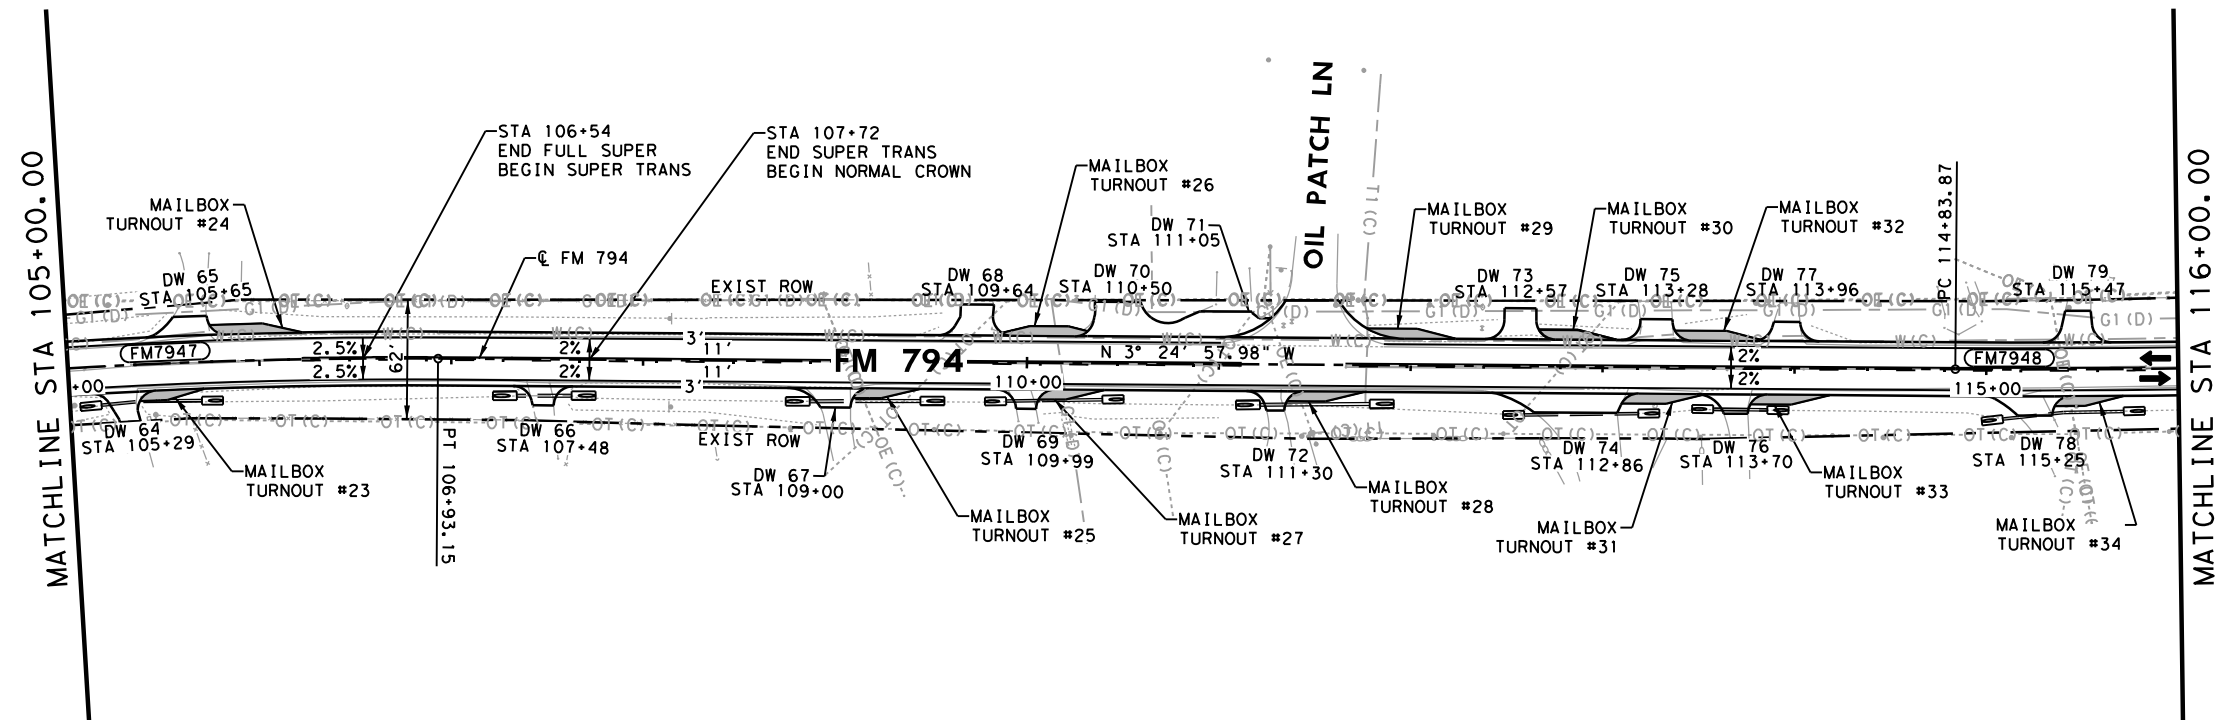 MATCHLINE STA 105+00.00
MAILBOX
TURNOUT #24
STA 106+54
END FULL SUPER
BEGIN SUPER TRANS
STA 107+72
END SUPER TRANS
BEGIN NORMAL CROWN
℄ FM 794
MAILBOX
TURNOUT #26
DW 71
STA 111+05
OIL PATCH LN
T1(C)
MAILBOX
TURNOUT #29
MAILBOX
TURNOUT #30
MAILBOX
TURNOUT #32
PC 114+83.87
MATCHLINE STA 116+00.00
DW 65
STA 105+65
EXIST ROW
DW 68
STA 109+64
DW 70
STA 110+50
DW 73
STA 112+57
DW 75
STA 113+28
DW 77
STA 113+96
DW 79
STA 115+47
OE(C)
G1(D)
W(C)
G1(D)
FM7947
2.5%
2.5%
62'
2%
2%
3'
11'
11'
3'
FM 794
N 3° 24' 57.98" W
110+00
2%
2%
FM7948
115+00
+00
DW 64
STA 105+29
OT(C)
MAILBOX
TURNOUT #23
PT 106+93.15
DW 66
STA 107+48
EXIST ROW
DW 67
STA 109+00
OE(C)
MAILBOX
TURNOUT #25
DW 69
STA 109+99
MAILBOX
TURNOUT #27
DW 72
STA 111+30
MAILBOX
TURNOUT #28
DW 74
STA 112+86
MAILBOX
TURNOUT #31
DW 76
STA 113+70
MAILBOX
TURNOUT #33
DW 78
STA 115+25
MAILBOX
TURNOUT #34